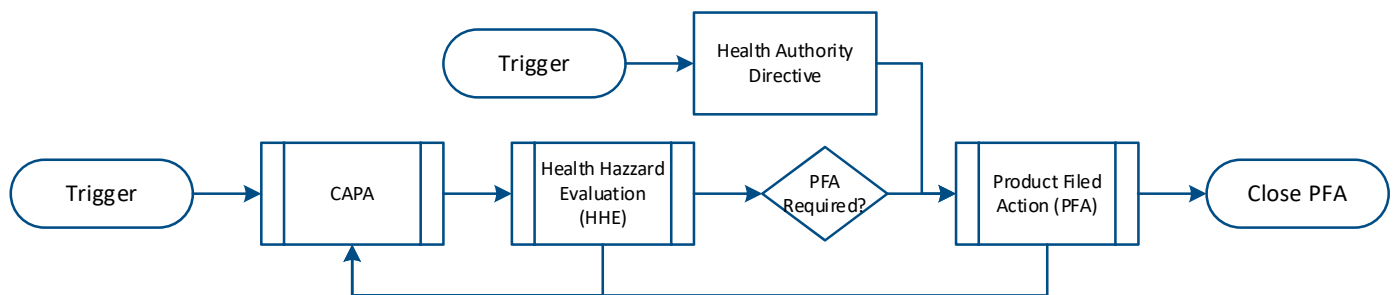 Trigger
Health Authority
Directive
Trigger
CAPA
Health Hazzard
Evaluation
(HHE)
PFA
Required?
Product Filed
Action (PFA)
Close PFA